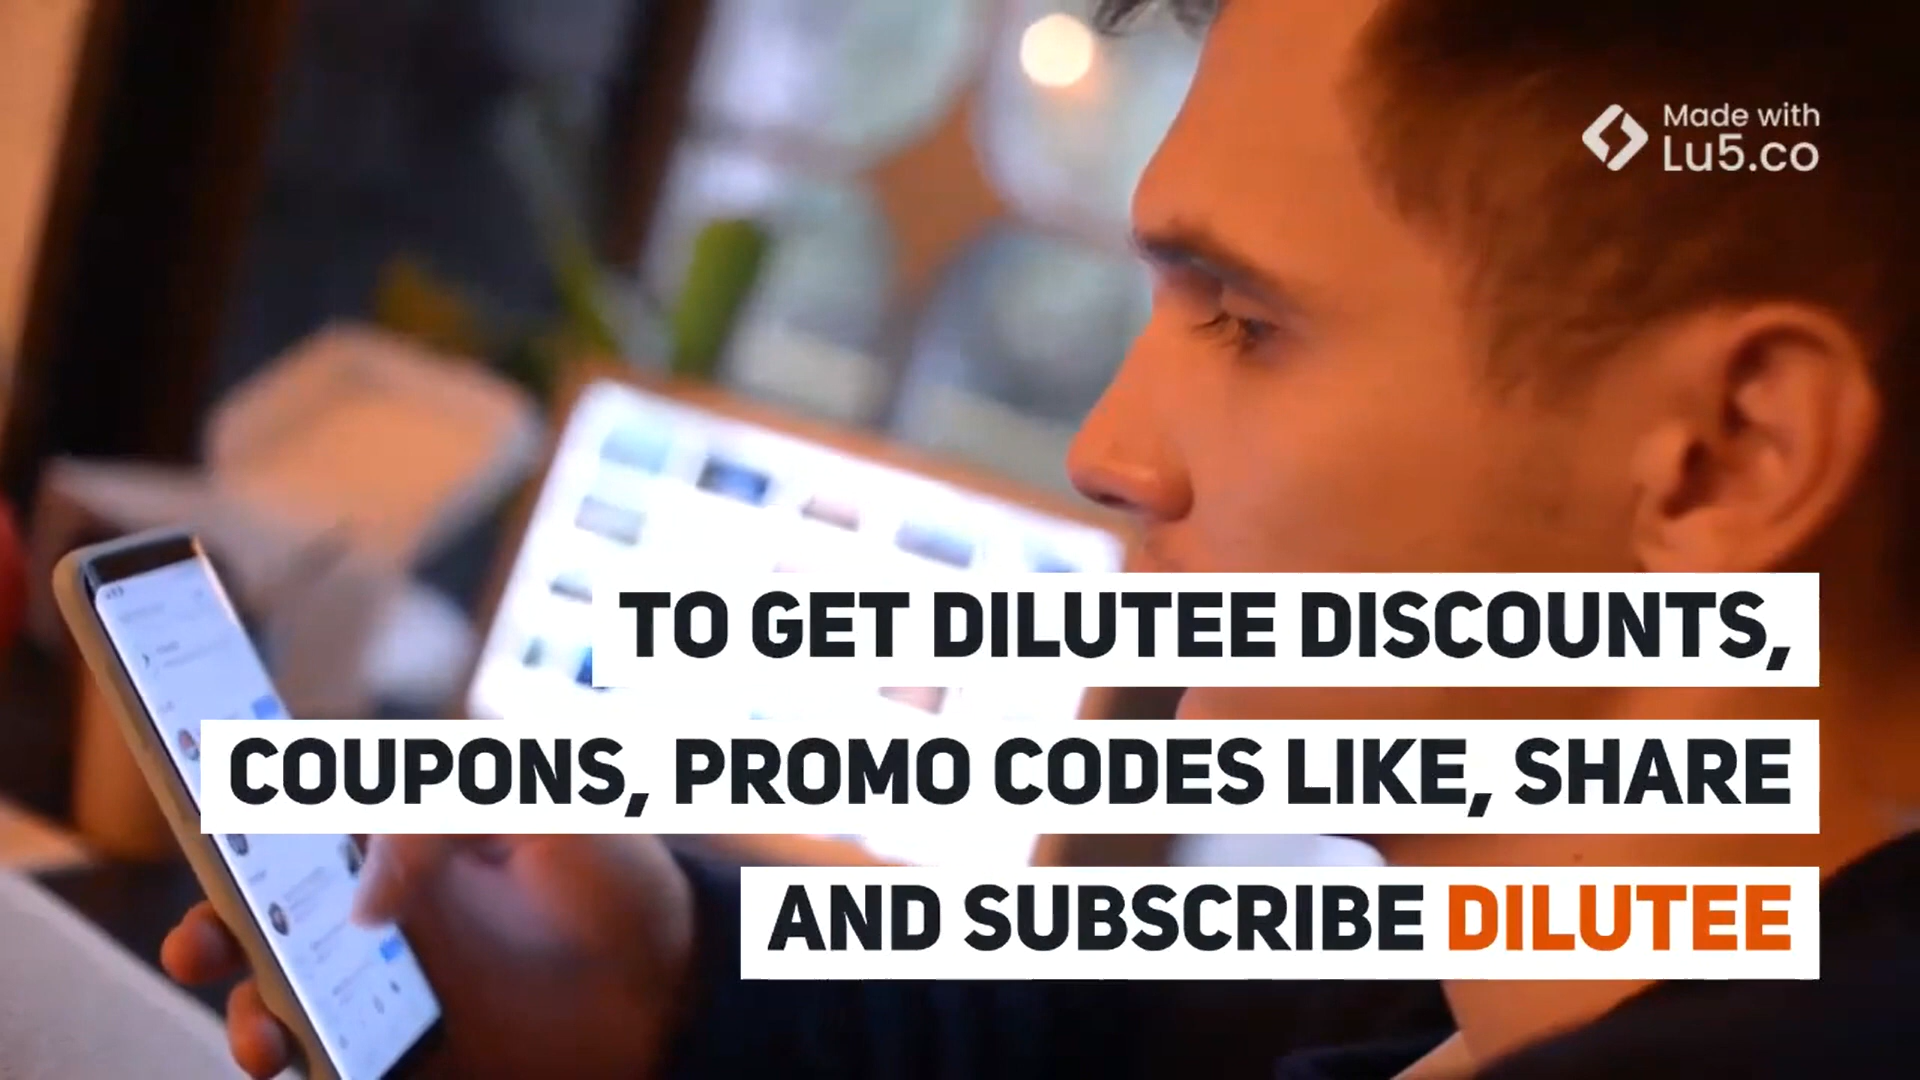 Made with
Lu5.co
TO GET DILUTEE DISCOUNTS,
COUPONS, PROMO CODES LIKE, SHARE
AND SUBSCRIBE DILUTEE